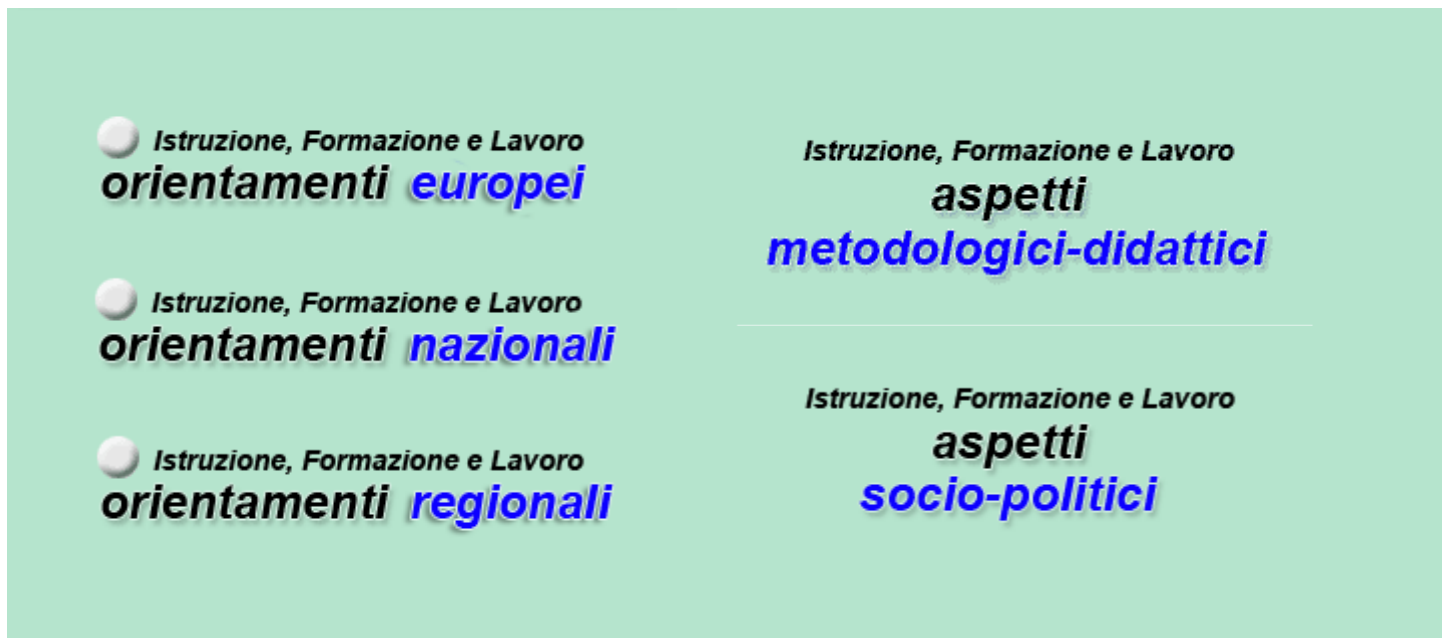 Istruzione, Formazione e Lavoro
orientamenti europei
Istruzione, Formazione e Lavoro
orientamenti nazionali
Istruzione, Formazione e Lavoro
orientamenti regionali
Istruzione, Formazione e Lavoro
aspetti
metodologici-didattici
Istruzione, Formazione e Lavoro
aspetti
socio-politici